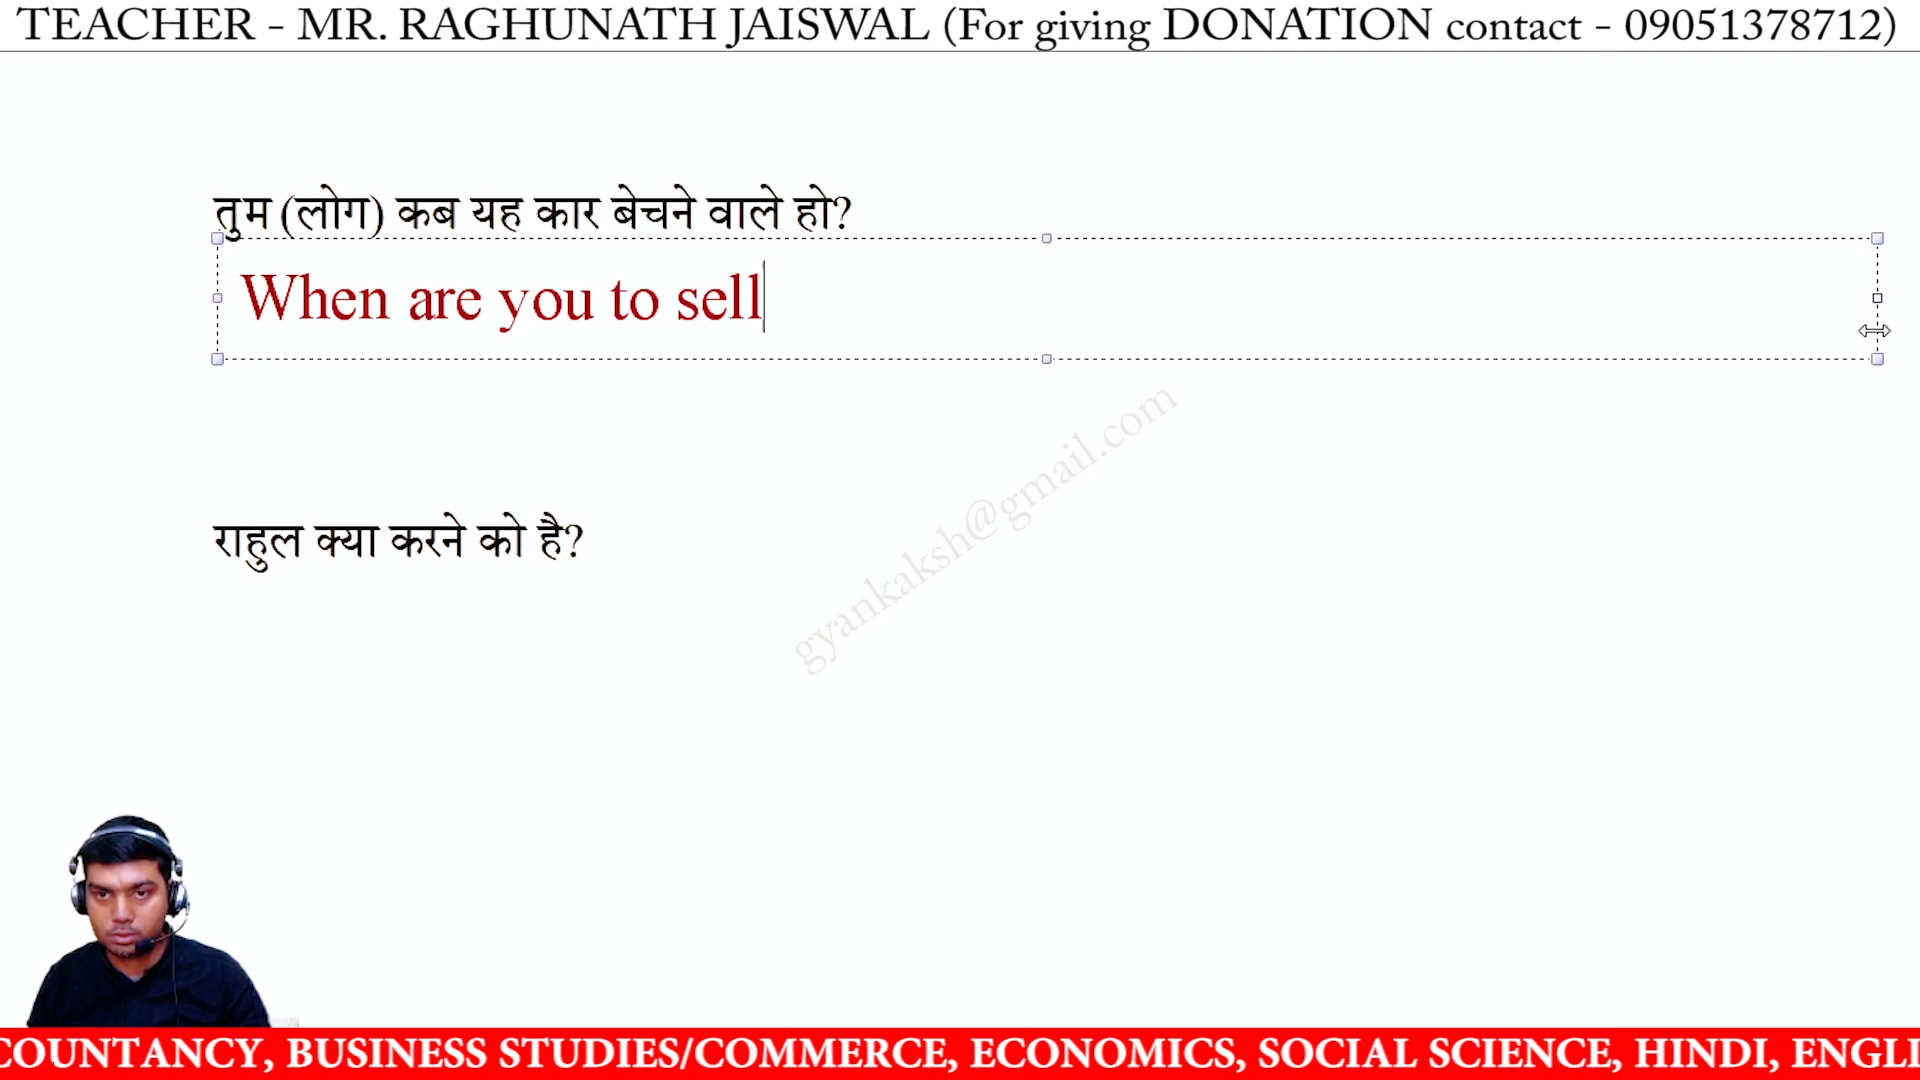 TEACHER - MR. RAGHUNATH JAISWAL (For giving DONATION contact - 09051378712)
तुम (लोग) कब यह कार बेचने वाले हो?
When are you to sell
gyankaksh@gmail.com
राहुल क्या करने को है?
COUNTANCY, BUSINESS STUDIES/COMMERCE, ECONOMICS, SOCIAL SCIENCE, HINDI, ENGLI